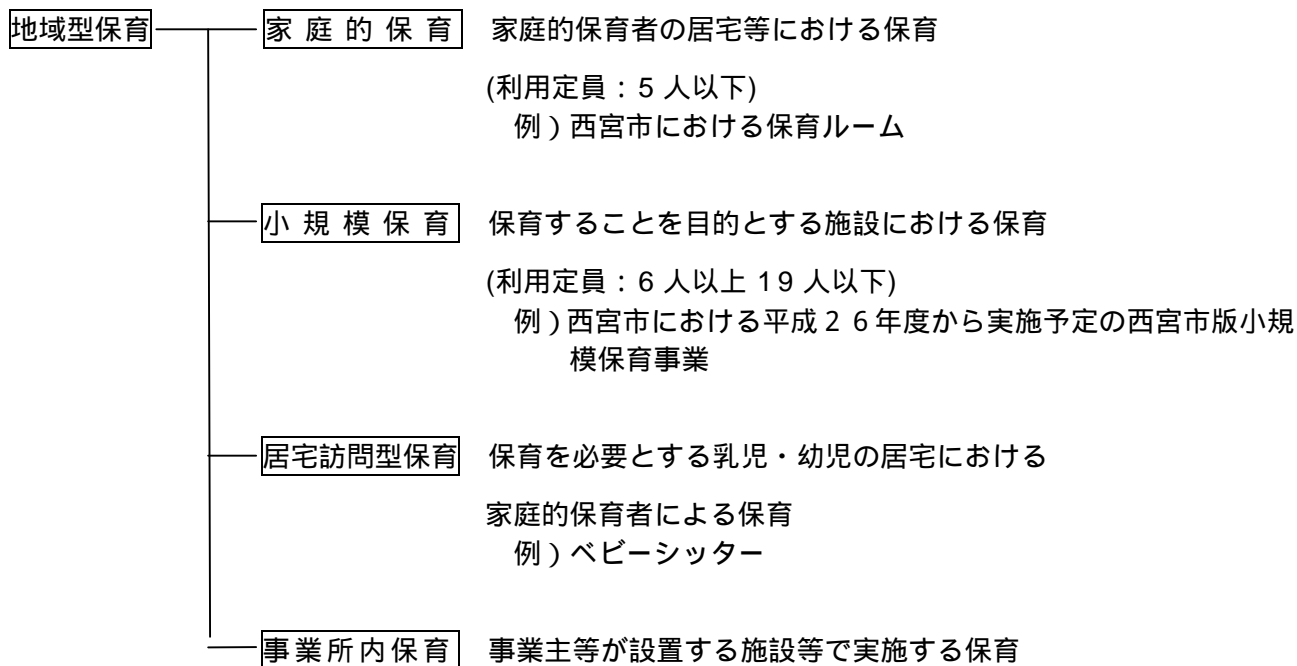 地域型保育 家庭的保育 家庭的保育者の居宅等における保育
(利用定員：5 人以下)
例）西宮市における保育ルーム
小規模保育 保育することを目的とする施設における保育
(利用定員：6 人以上 19 人以下)
例）西宮市における平成２６年度から実施予定の西宮市版小規
模保育事業
居宅訪問型保育 保育を必要とする乳児・幼児の居宅における
家庭的保育者による保育
例）ベビーシッター
事業所内保育 事業主等が設置する施設等で実施する保育